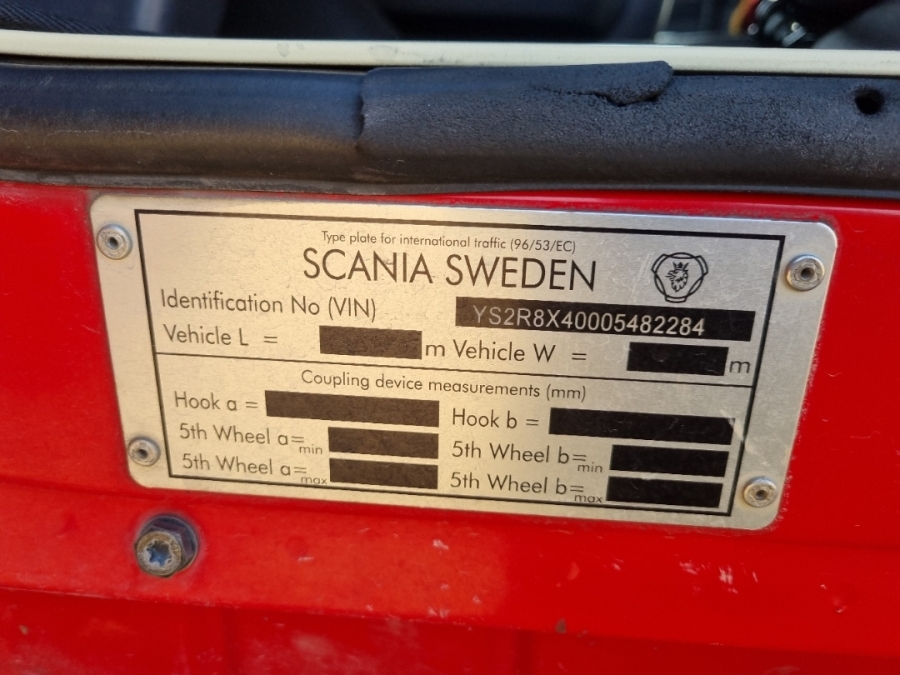 Type plate for international traffic (96/53/EC)
SCANIA SWEDEN
Identification No (VIN) YS2R8X40005482284
Vehicle L = m Vehicle W = m
Coupling device measurements (mm)
Hook a = Hook b =
5th Wheel a=min 5th Wheel b=min
5th Wheel a=max 5th Wheel b=max